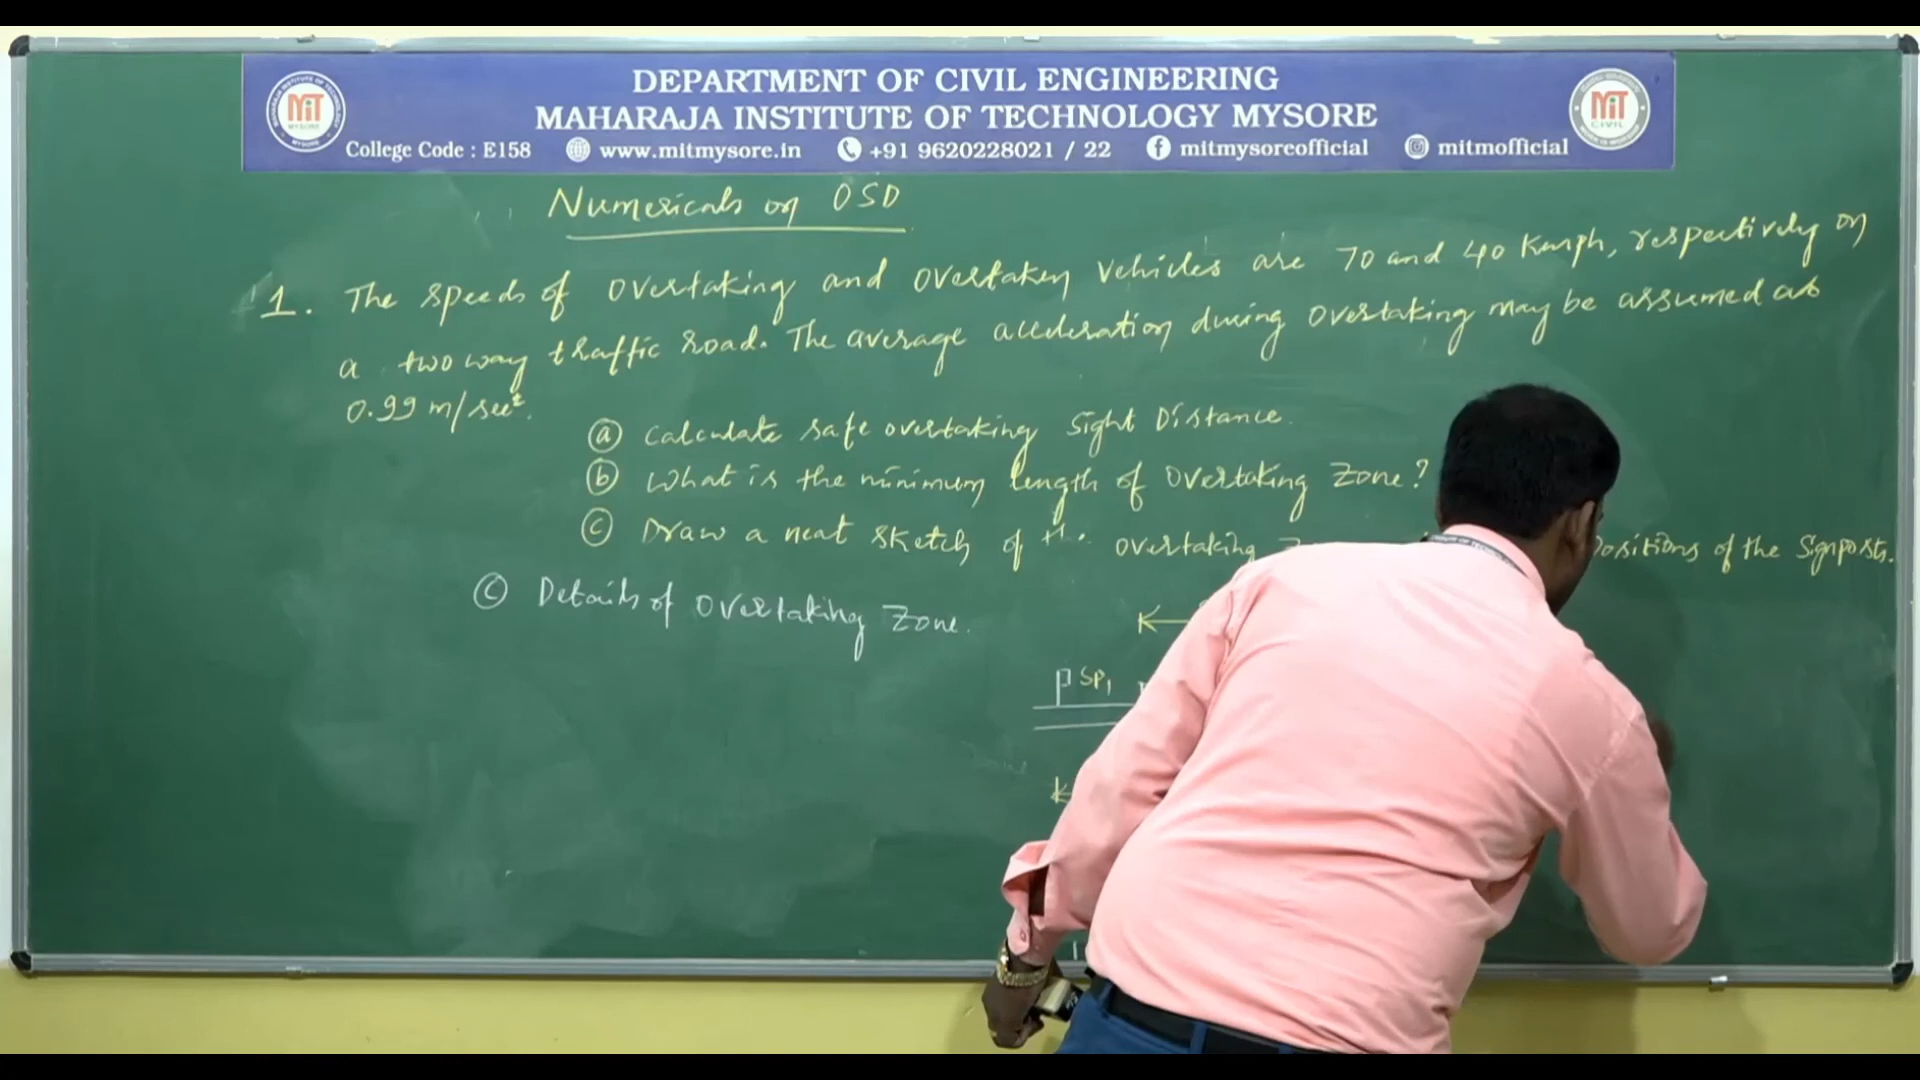 DEPARTMENT OF CIVIL ENGINEERING
MAHARAJA INSTITUTE OF TECHNOLOGY MYSORE
College Code : E158 www.mitmysore.in +91 9620228021 / 22 mitmysoreofficial mitmofficial
MiT
MYSORE
MiT
CIVIL
Numericals on OSD
1. The speeds of overtaking and overtaken vehicles are 70 and 40 Kmph, respectively on
a two way traffic road. The average acceleration during overtaking may be assumed as
0.99 m/sec².
(a) Calculate safe overtaking Sight Distance.
(b) What is the minimum length of Overtaking Zone?
(c) Draw a neat sketch of the overtaking Positions of the Signposts.
(c) Details of Overtaking Zone.
SP1